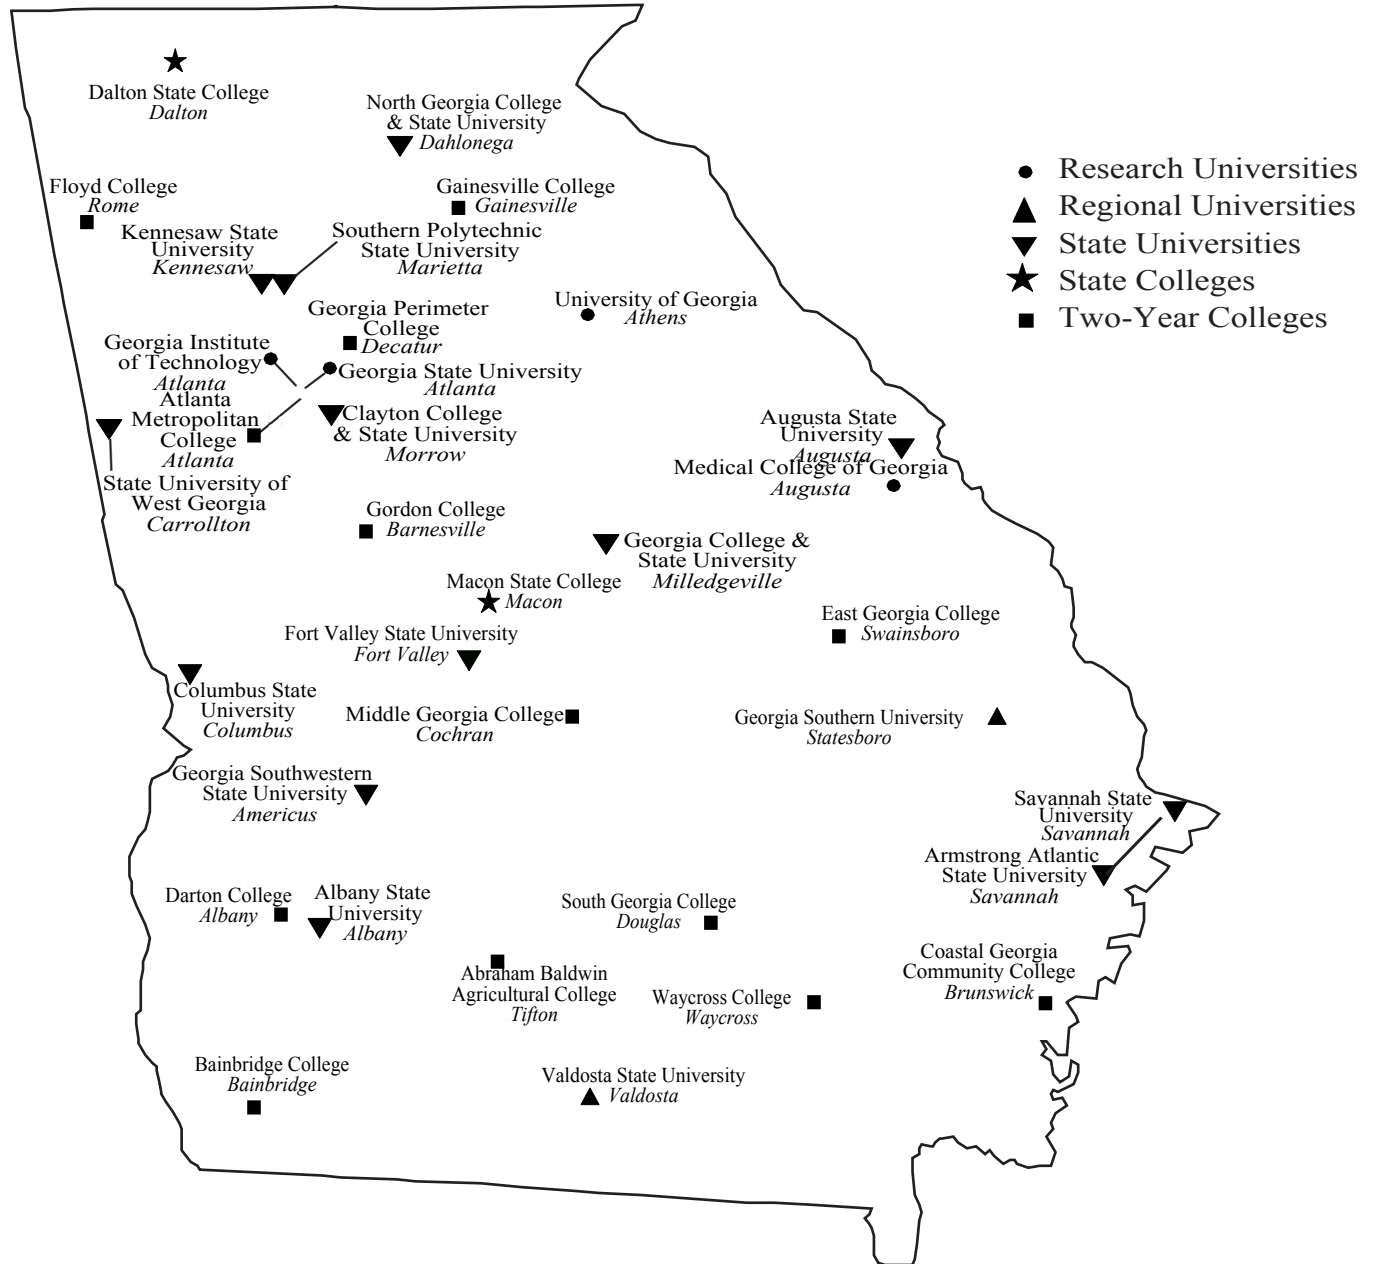 Dalton State College
Dalton
North Georgia College
& State University
Dahlonega
Research Universities
Regional Universities
State Universities
State Colleges
Two-Year Colleges
Floyd College
Rome
Gainesville College
Gainesville
Kennesaw State
University
Kennesaw
Southern Polytechnic
State University
Marietta
University of Georgia
Athens
Georgia Perimeter
College
Decatur
Georgia Institute
of Technology
Atlanta
Georgia State University
Atlanta
Atlanta
Metropolitan
College
Atlanta
Clayton College
& State University
Morrow
Augusta State
University
Augusta
Medical College of Georgia
Augusta
State University of
West Georgia
Carrollton
Gordon College
Barnesville
Georgia College &
State University
Milledgeville
Macon State College
Macon
East Georgia College
Swainsboro
Fort Valley State University
Fort Valley
Columbus State
University
Columbus
Middle Georgia College
Cochran
Georgia Southern University
Statesboro
Georgia Southwestern
State University
Americus
Savannah State
University
Savannah
Armstrong Atlantic
State University
Savannah
Darton College
Albany
Albany State
University
Albany
South Georgia College
Douglas
Abraham Baldwin
Agricultural College
Tifton
Waycross College
Waycross
Coastal Georgia
Community College
Brunswick
Bainbridge College
Bainbridge
Valdosta State University
Valdosta